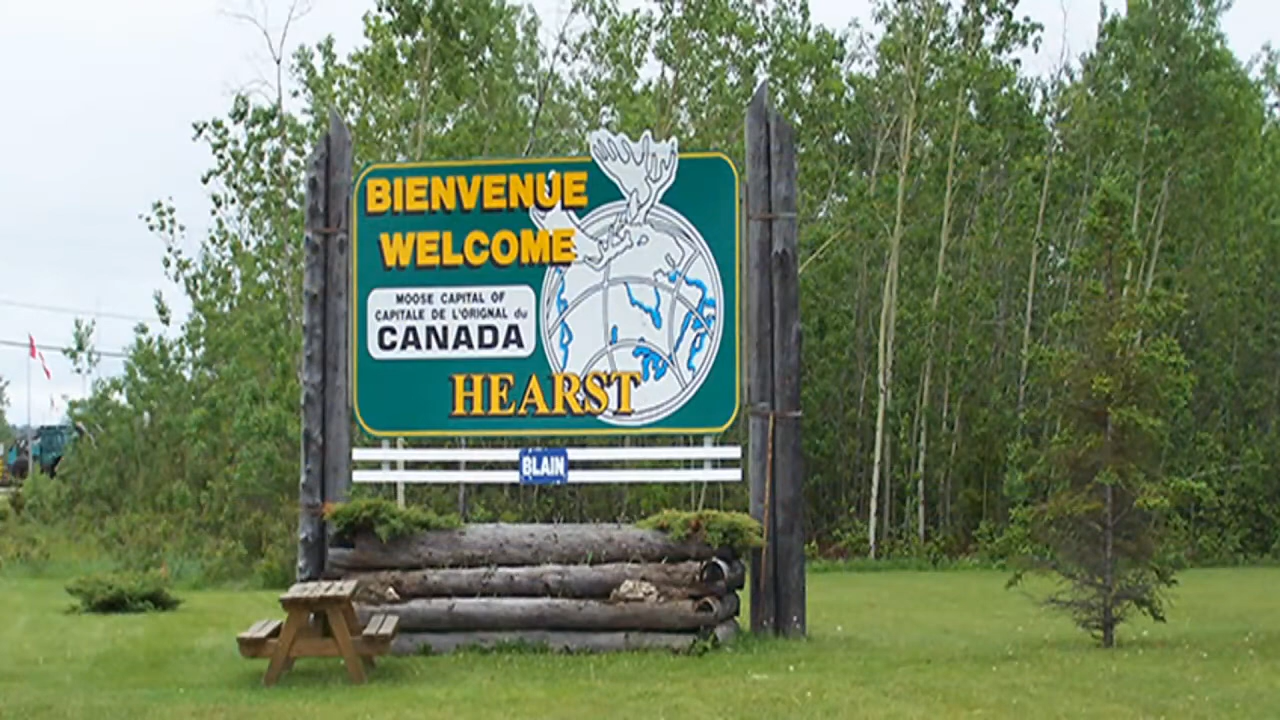 BIENVENUE
WELCOME
MOOSE CAPITAL OF
CAPITALE DE L'ORIGNAL du
CANADA
HEARST
BLAIN